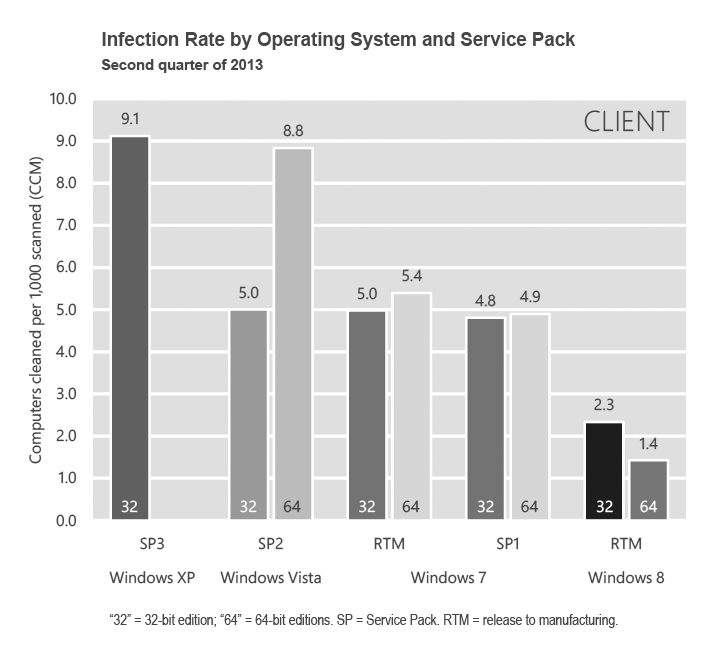 Infection Rate by Operating System and Service Pack
Second quarter of 2013
CLIENT
Computers cleaned per 1,000 scanned (CCM)
10.0
9.0
8.0
7.0
6.0
5.0
4.0
3.0
2.0
1.0
0.0
9.1
5.0
8.8
5.0
5.4
4.8
4.9
2.3
1.4
32 32 64 32 64 32 64 32 64
SP3 SP2 RTM SP1 RTM
Windows XP Windows Vista Windows 7 Windows 8
“32” = 32-bit edition; “64” = 64-bit editions. SP = Service Pack. RTM = release to manufacturing.